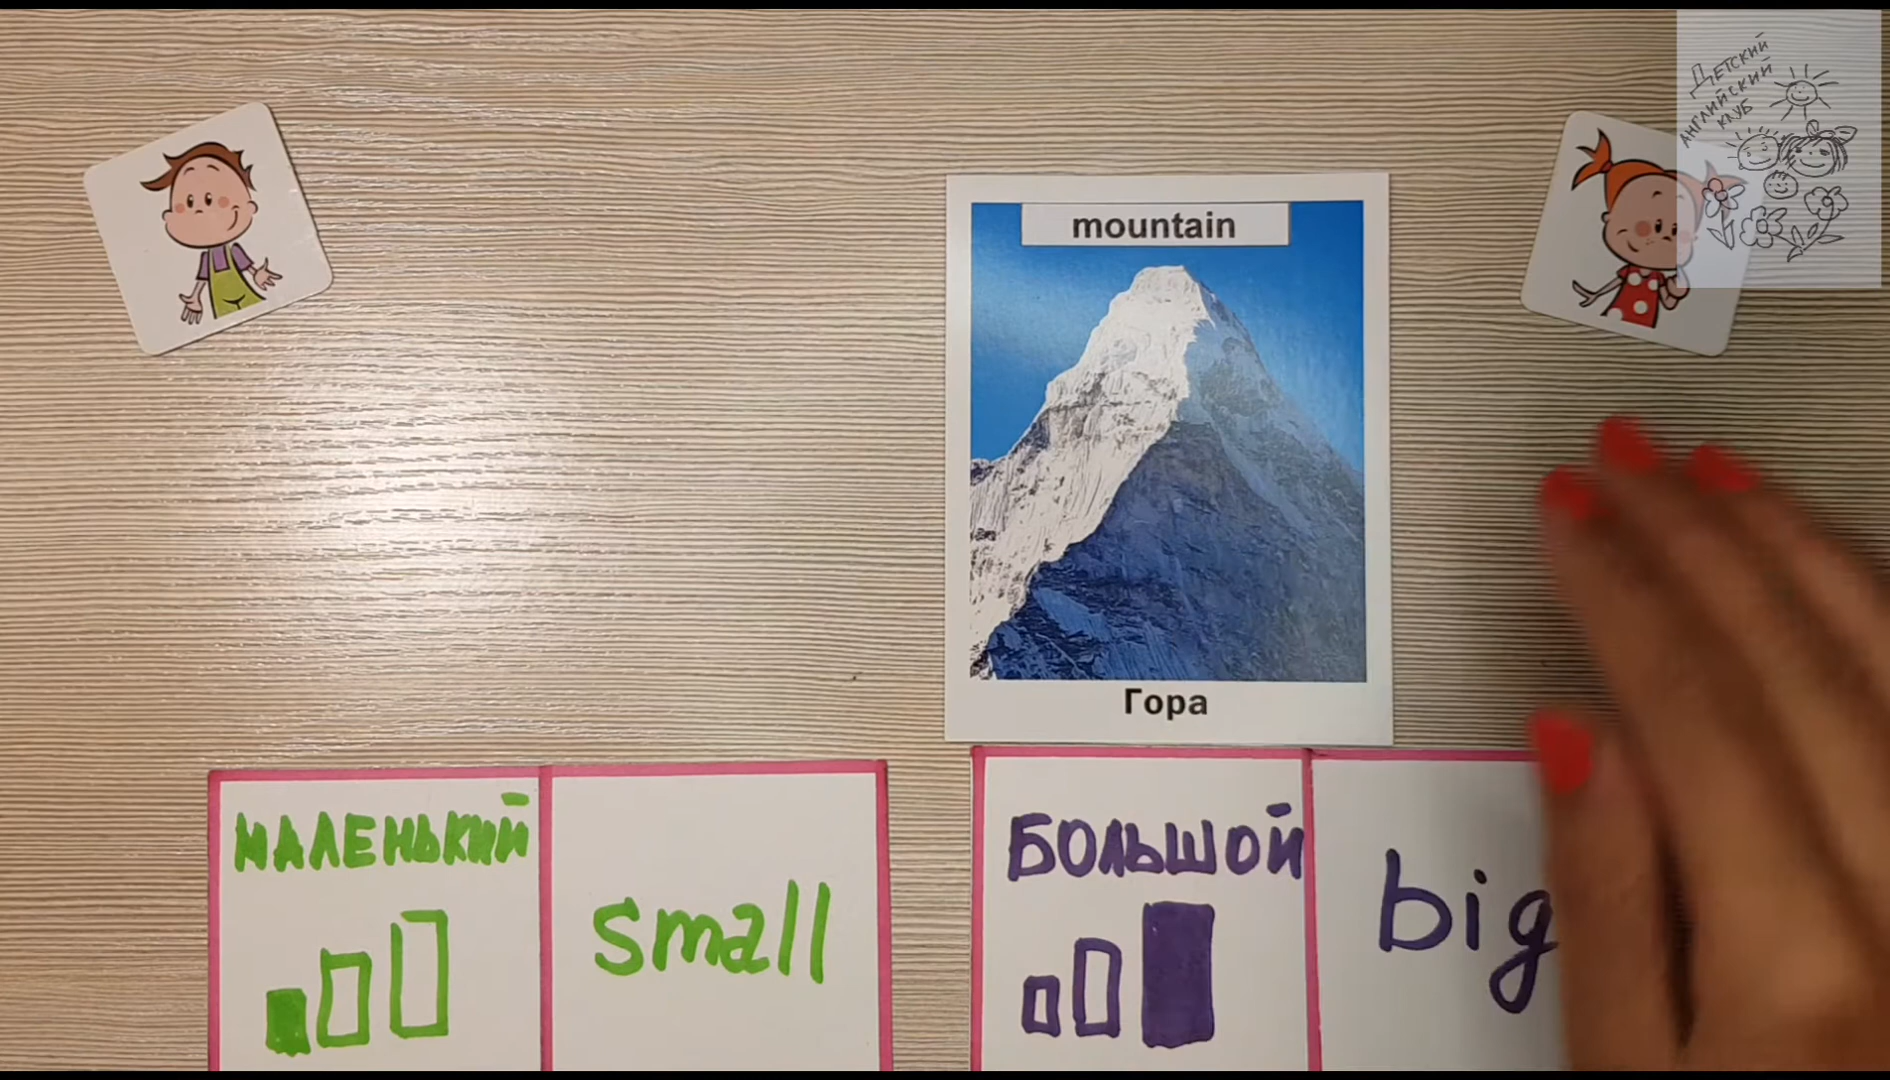 ДЕТСКИЙ
АНГЛИЙСКИЙ
КЛУБ
mountain
Гора
МАЛЕНЬКИЙ
small
БОЛЬШОЙ
big